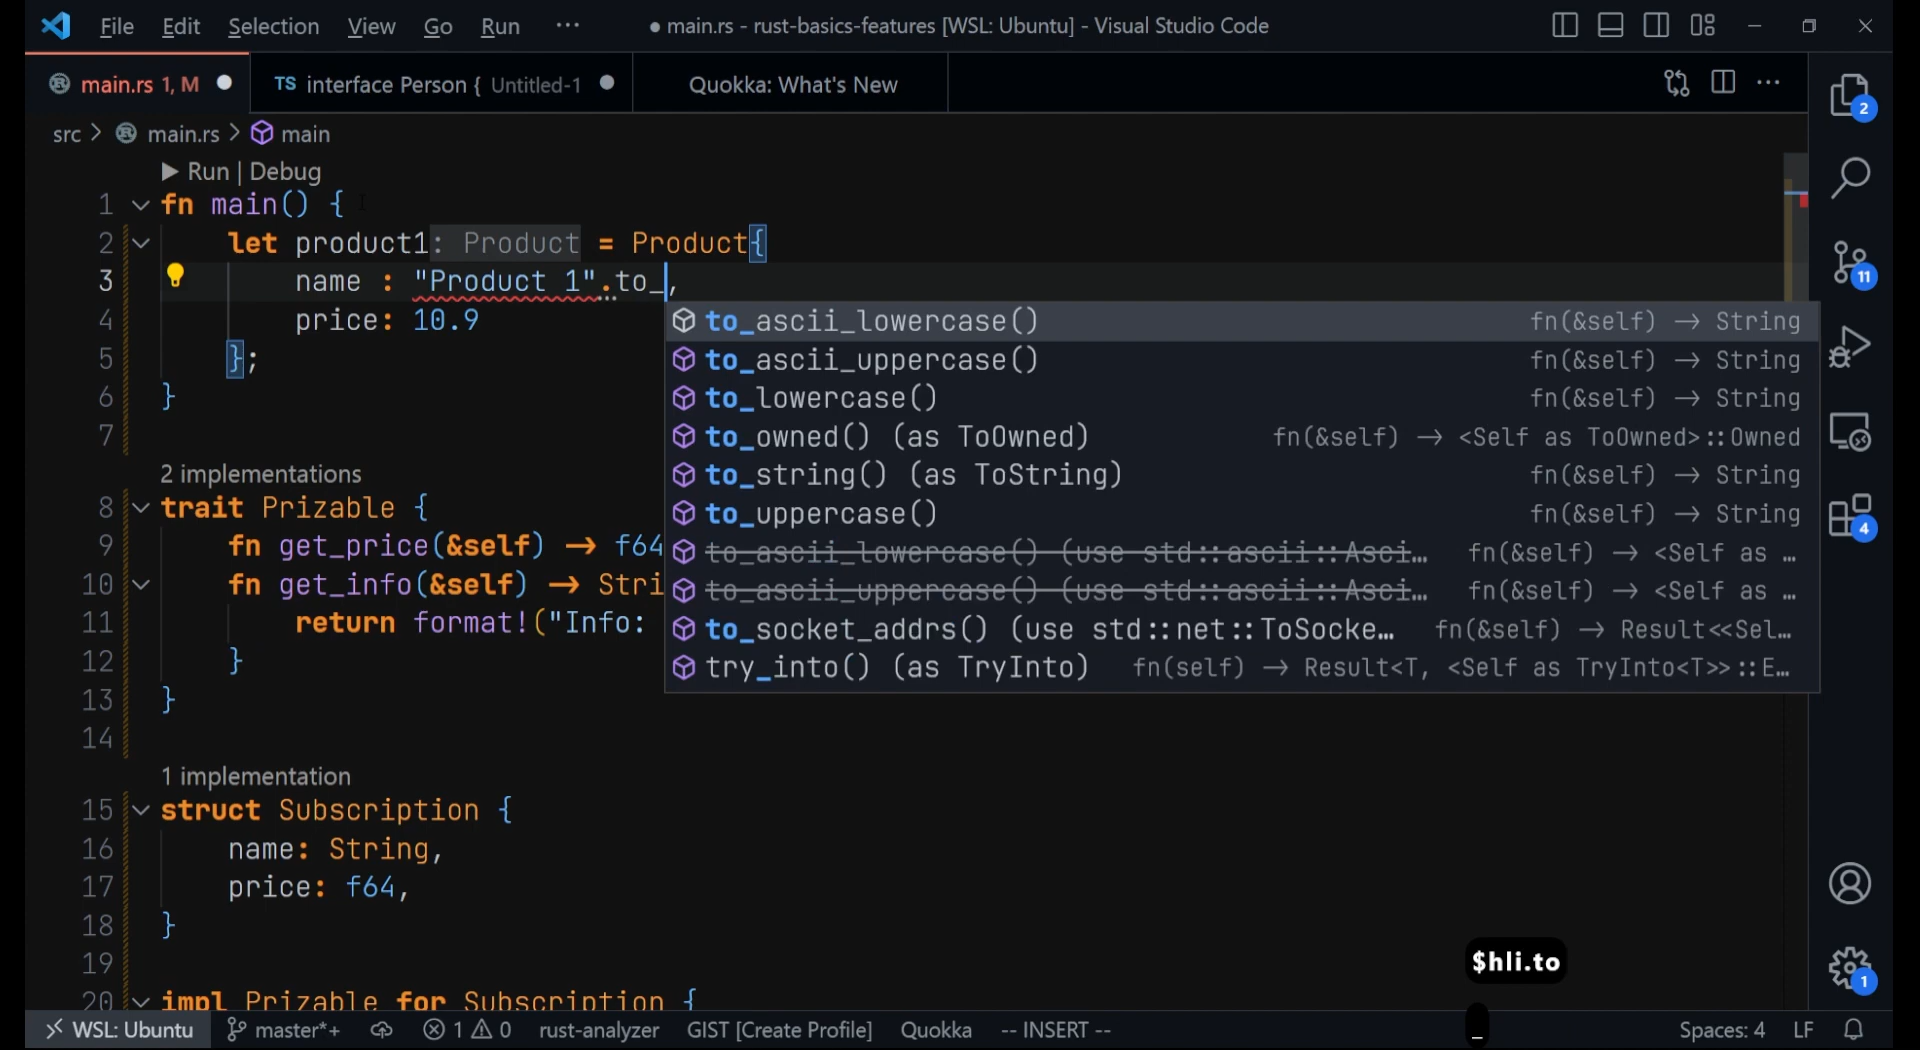 File Edit Selection View Go Run ··· ● main.rs - rust-basics-features [WSL: Ubuntu] - Visual Studio Code
main.rs 1, M ● TS interface Person { Untitled-1 ● Quokka: What's New ···
src > main.rs > main
▶ Run | Debug
1 fn main() {
2 let product1: Product = Product{
3 name : "Product 1".to_,
4 price: 10.9
5 };
6 }
7
to_ascii_lowercase() fn(&self) → String
to_ascii_uppercase() fn(&self) → String
to_lowercase() fn(&self) → String
to_owned() (as ToOwned) fn(&self) → <Self as ToOwned>::Owned
to_string() (as ToString) fn(&self) → String
to_uppercase() fn(&self) → String
to_ascii_lowercase() (use std::ascii::Asci… fn(&self) → <Self as …
to_ascii_uppercase() (use std::ascii::Asci… fn(&self) → <Self as …
to_socket_addrs() (use std::net::ToSocke… fn(&self) → Result<<Sel…
try_into() (as TryInto) fn(self) → Result<T, <Self as TryInto<T>>::E…
2 implementations
8 trait Prizable {
9 fn get_price(&self) → f64
10 fn get_info(&self) → Stri
11 return format!("Info:
12 }
13 }
14
1 implementation
15 struct Subscription {
16 name: String,
17 price: f64,
18 }
19
20 impl Prizable for Subscription {
2
11
4
1
$hli.to
_
WSL: Ubuntu master*+ 1 0 rust-analyzer GIST [Create Profile] Quokka -- INSERT -- Spaces: 4 LF